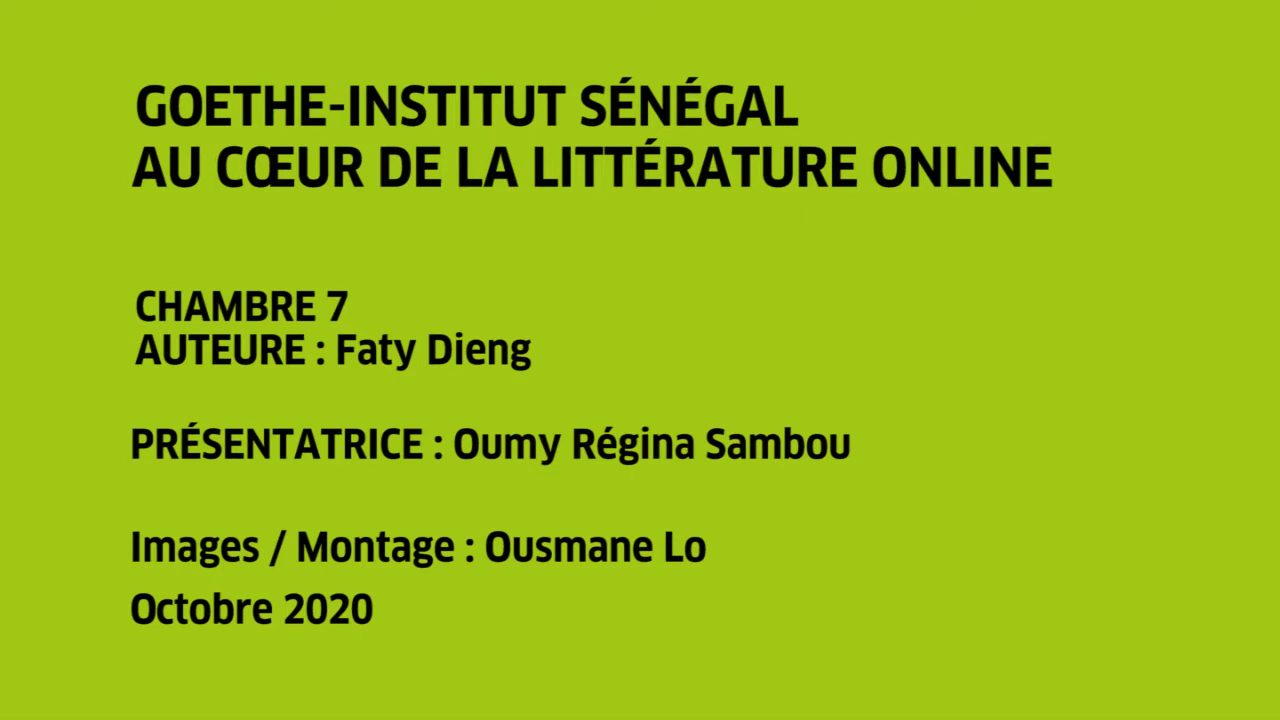 GOETHE-INSTITUT SÉNÉGAL
AU CŒUR DE LA LITTÉRATURE ONLINE
CHAMBRE 7
AUTEURE : Faty Dieng
PRÉSENTATRICE : Oumy Régina Sambou
Images / Montage : Ousmane Lo
Octobre 2020